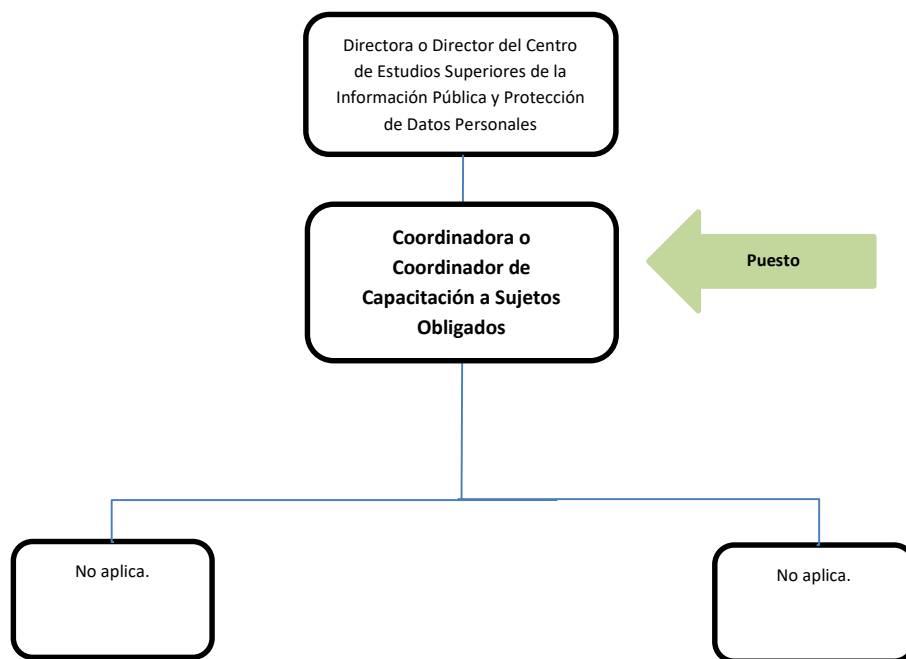 Directora o Director del Centro
de Estudios Superiores de la
Información Pública y Protección
de Datos Personales
Coordinadora o
Coordinador de
Capacitación a Sujetos
Obligados
Puesto
No aplica.
No aplica.